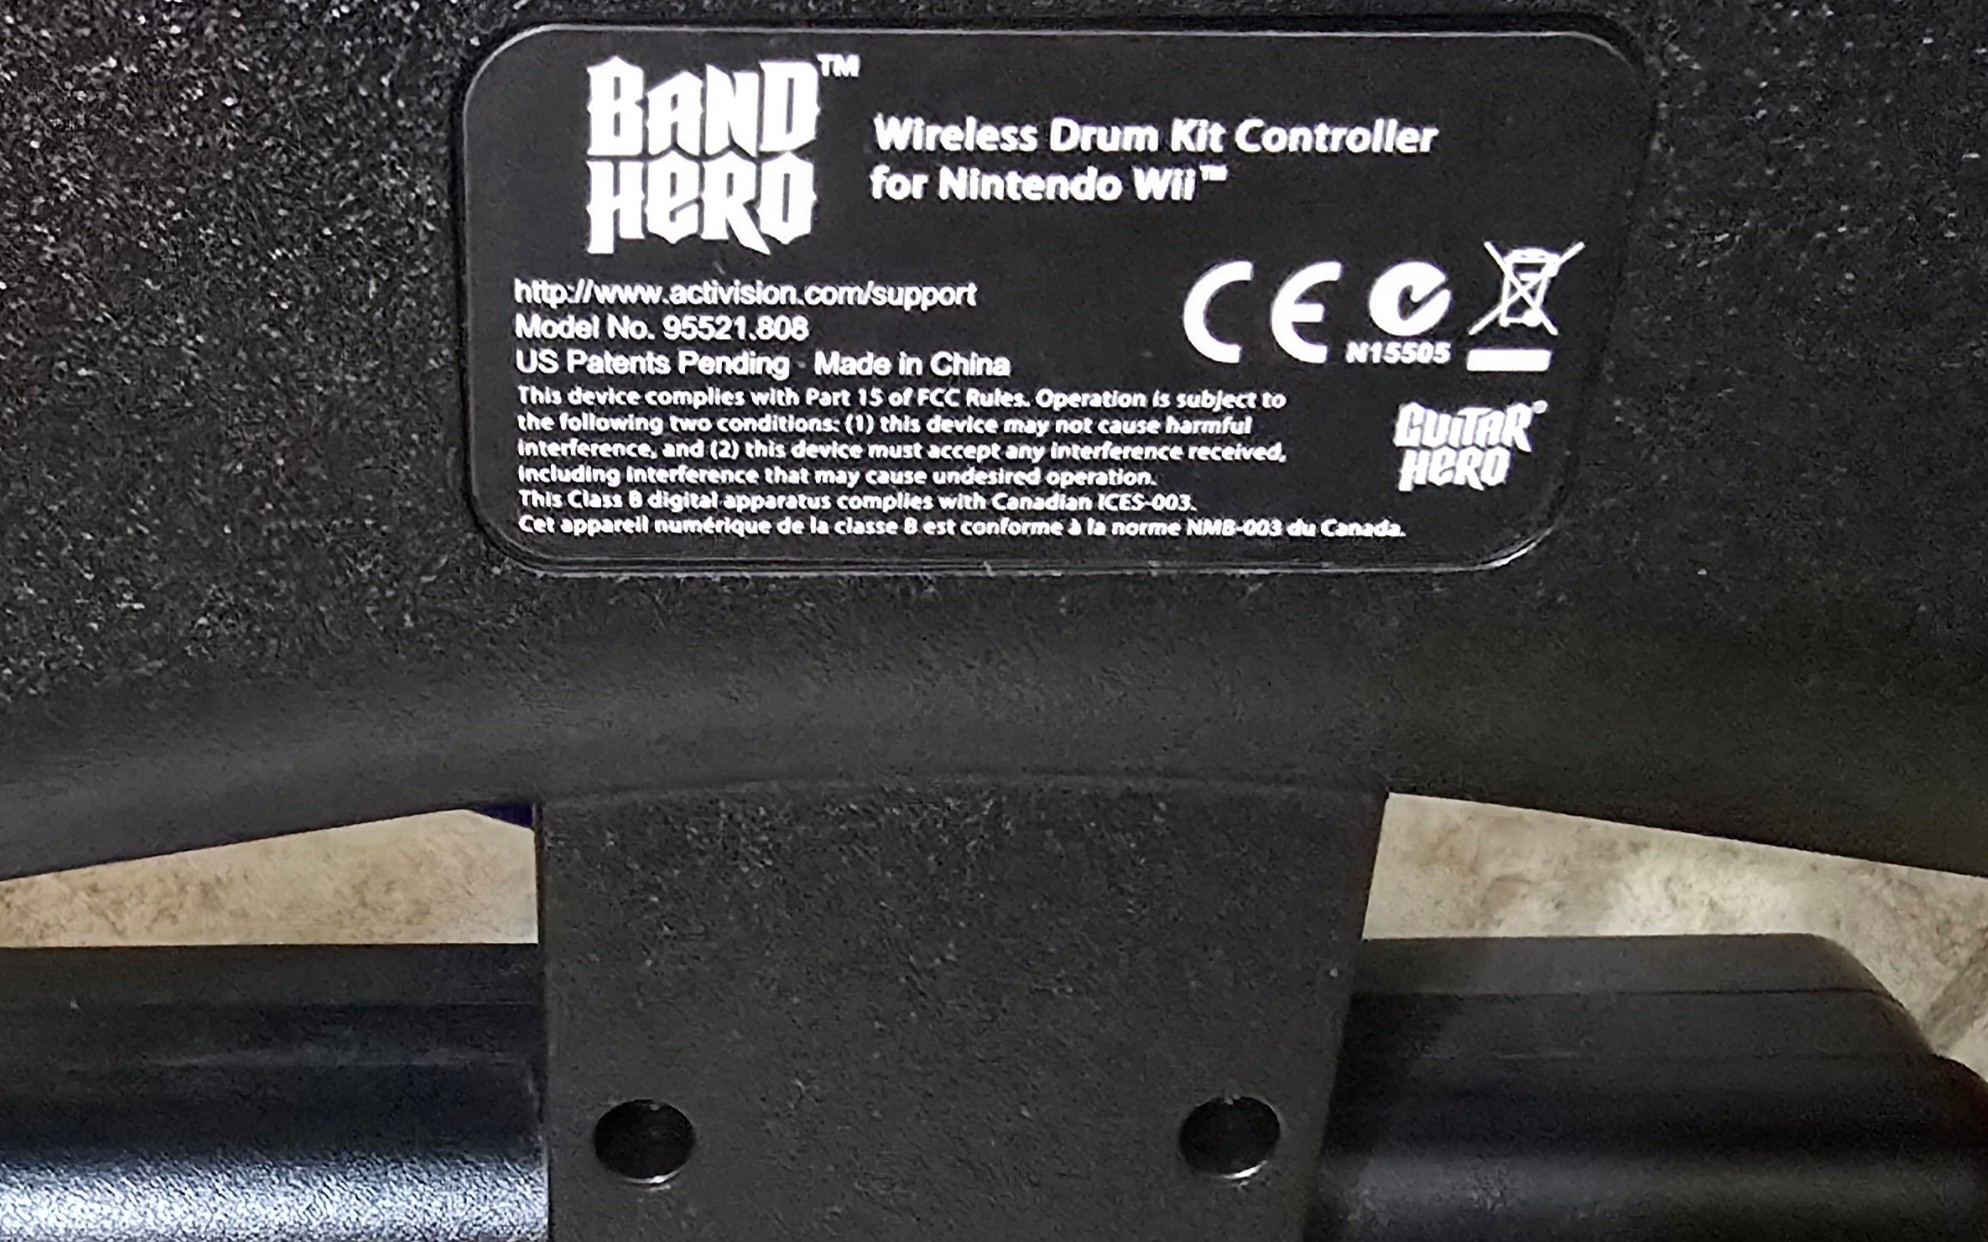 BAND™
HERO
Wireless Drum Kit Controller
for Nintendo Wii™
http://www.activision.com/support
Model No. 95521.808
US Patents Pending · Made in China
CE
N15505
This device complies with Part 15 of FCC Rules. Operation is subject to
the following two conditions: (1) this device may not cause harmful
interference, and (2) this device must accept any interference received,
including interference that may cause undesired operation.
This Class B digital apparatus complies with Canadian ICES-003.
Cet appareil numérique de la classe B est conforme à la norme NMB-003 du Canada.
GUITAR®
HERO